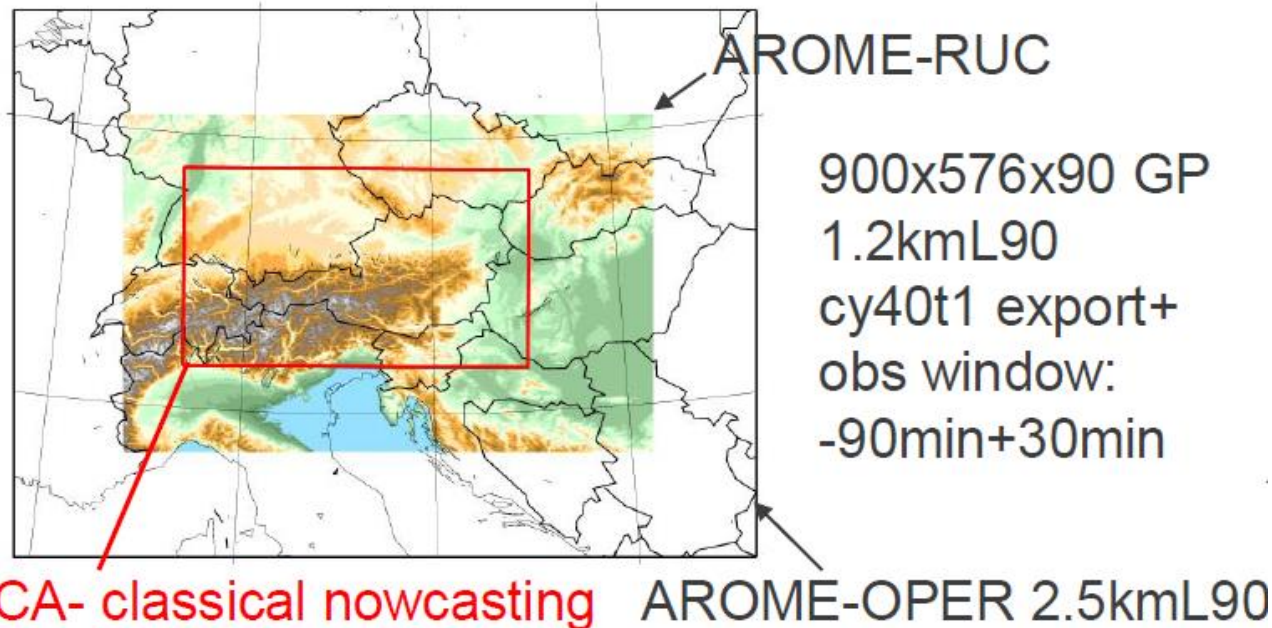 AROME-RUC
900x576x90 GP
1.2kmL90
cy40t1 export+
obs window:
-90min+30min
CA- classical nowcasting
AROME-OPER 2.5kmL90